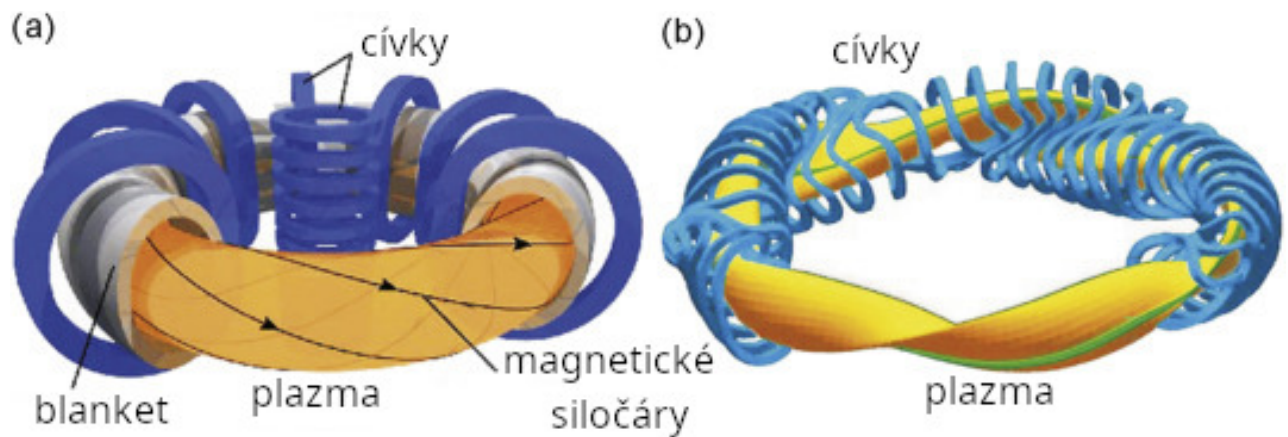 (a)
cívky
blanket
plazma
magnetické
siločáry
(b)
cívky
plazma